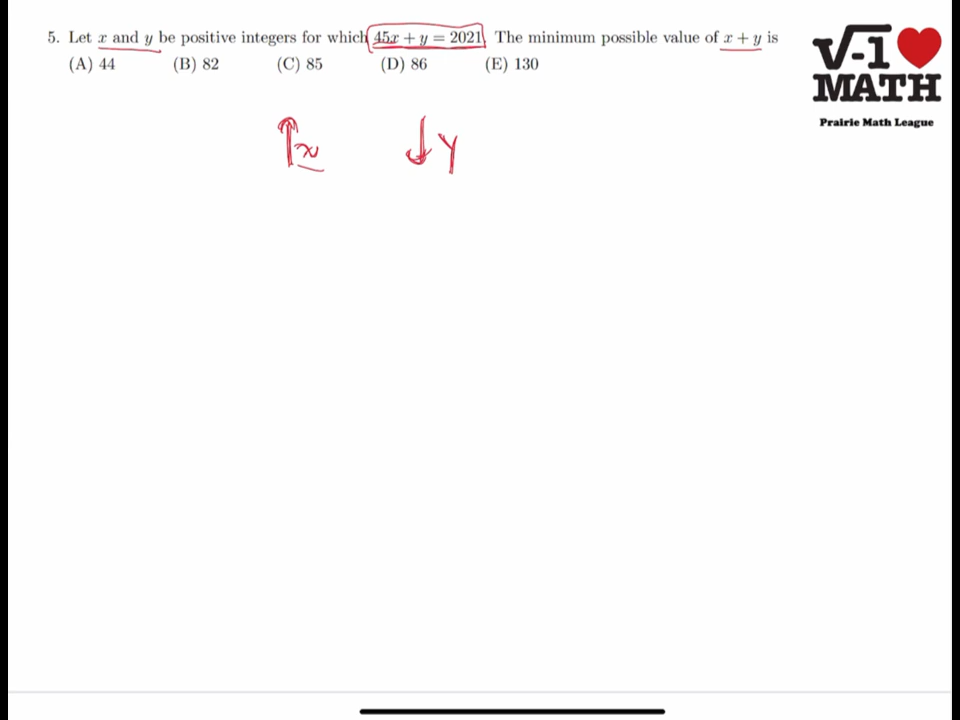 5. Let x and y be positive integers for which 45x + y = 2021. The minimum possible value of x + y is
(A) 44 (B) 82 (C) 85 (D) 86 (E) 130
√-1 ❤
MATH
Prairie Math League
↑x ↓y